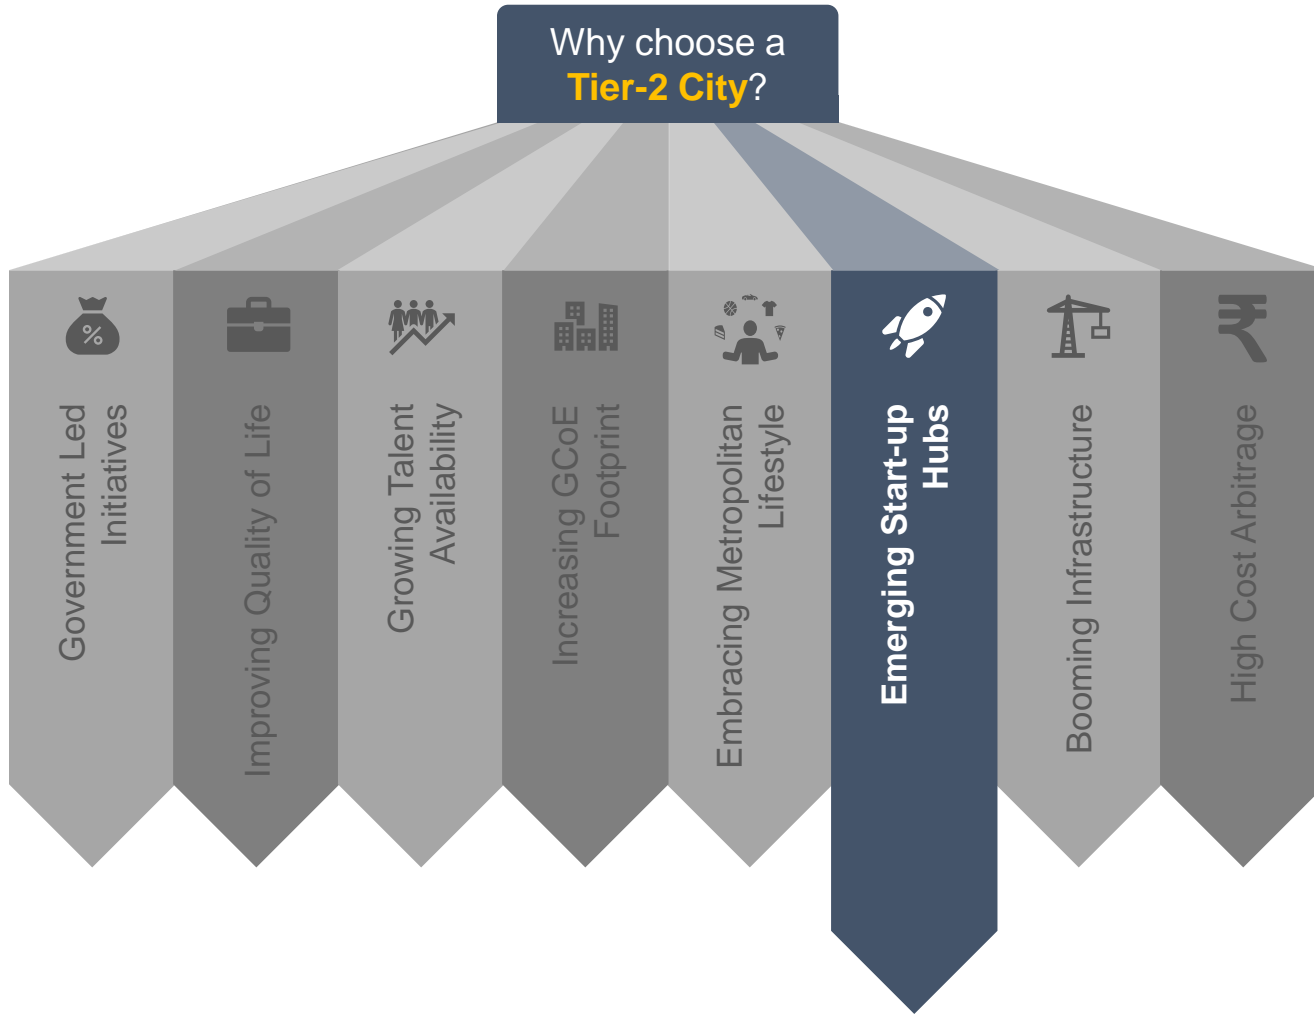 Why choose a
Tier-2 City?
%
Government Led
Initiatives
Improving Quality of Life
Growing Talent
Availability
Increasing GCoE
Footprint
Embracing Metropolitan
Lifestyle
Emerging Start-up
Hubs
Booming Infrastructure
₹
High Cost Arbitrage